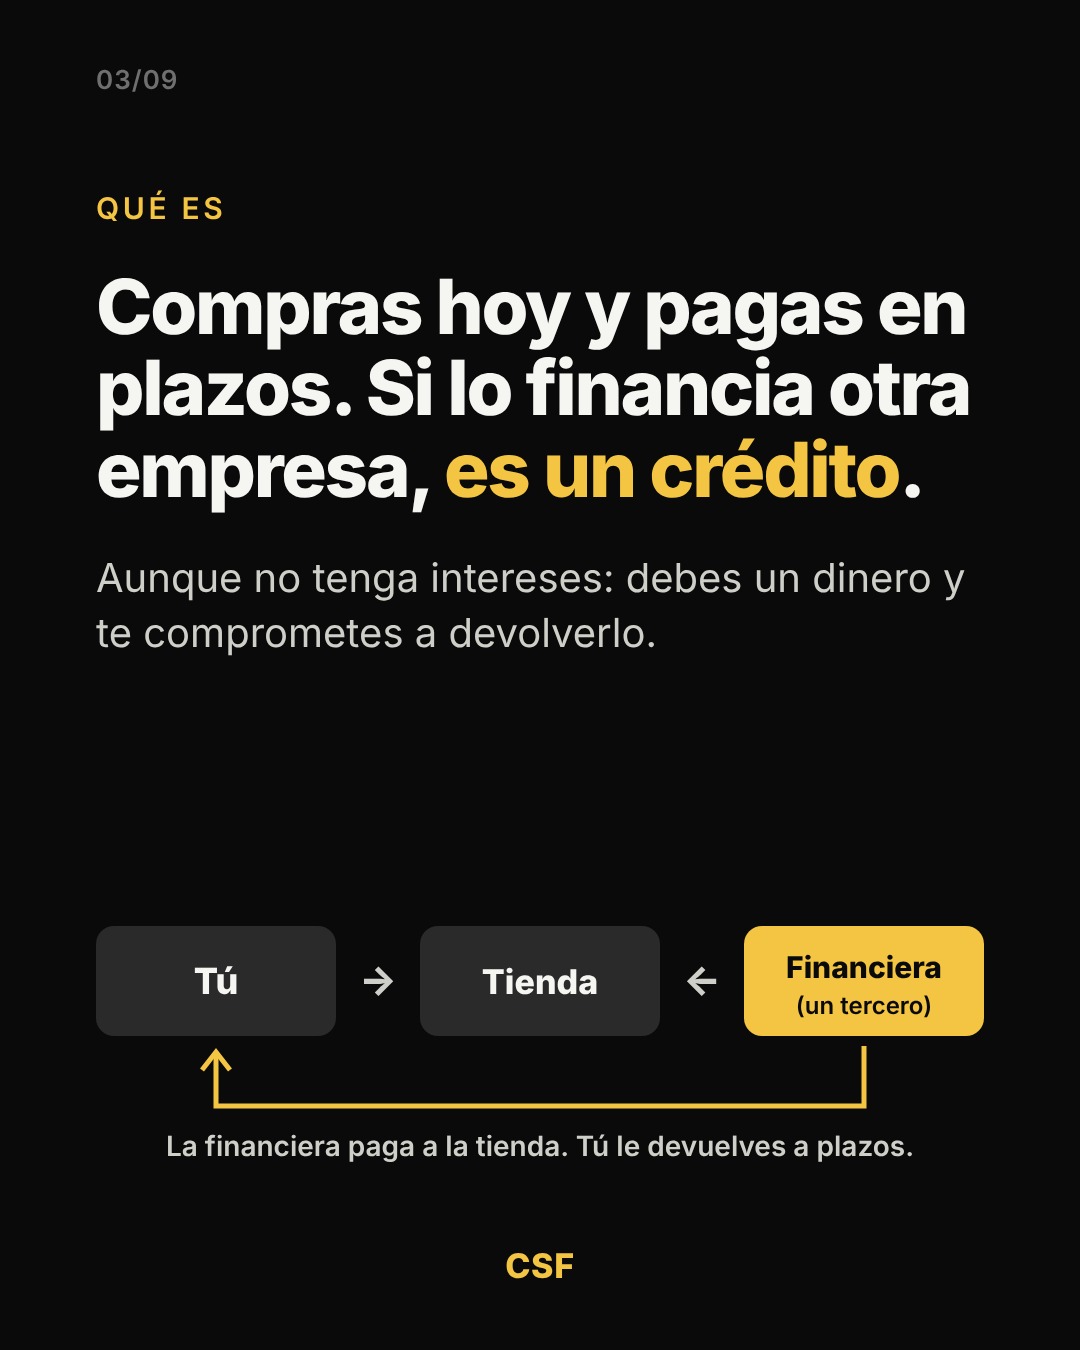 03/09
QUÉ ES
Compras hoy y pagas en
plazos. Si lo financia otra
empresa, es un crédito.
Aunque no tenga intereses: debes un dinero y
te comprometes a devolverlo.
Tú → Tienda ← Financiera
(un tercero)
La financiera paga a la tienda. Tú le devuelves a plazos.
CSF